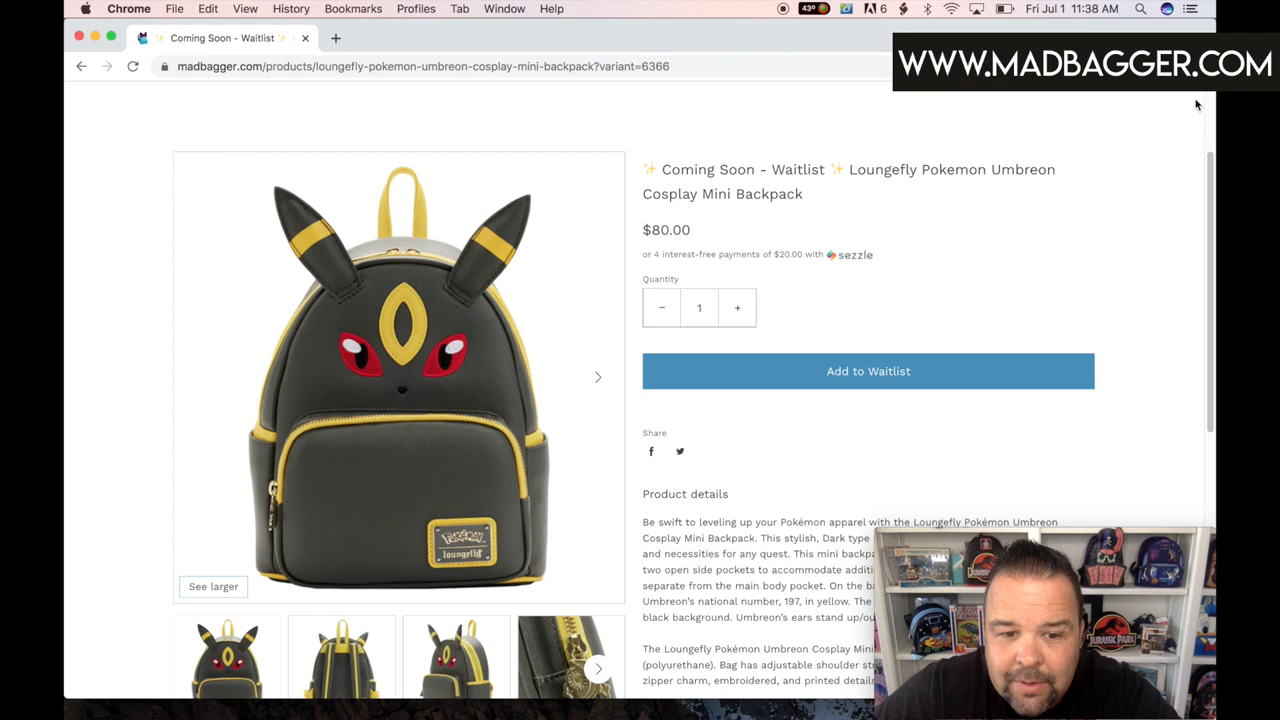 Chrome File Edit View History Bookmarks Profiles Tab Window Help 43° 6 Fri Jul 1 11:38 AM
✨ Coming Soon - Waitlist ✨
WWW.MADBAGGER.COM
madbagger.com/products/loungefly-pokemon-umbreon-cosplay-mini-backpack?variant=6366
✨ Coming Soon - Waitlist ✨ Loungefly Pokemon Umbreon
Cosplay Mini Backpack
$80.00
or 4 interest-free payments of $20.00 with sezzle
Quantity
− 1 +
Add to Waitlist
Share
Product details
Be swift to leveling up your Pokémon apparel with the Loungefly Pokémon Umbreon
Cosplay Mini Backpack. This stylish, Dark type
and necessities for any quest. This mini backpa
two open side pockets to accommodate additi
separate from the main body pocket. On the ba
Umbreon's national number, 197, in yellow. The
black background. Umbreon's ears stand up/ou
The Loungefly Pokémon Umbreon Cosplay Mini
(polyurethane). Bag has adjustable shoulder str
zipper charm, embroidered, and printed details
Pokémon
loungefly
See larger
JURASSIC PARK